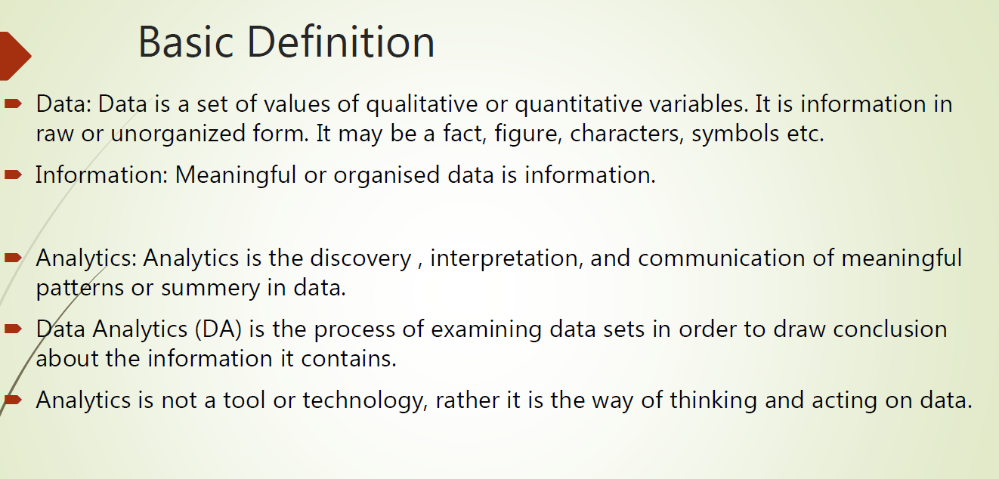 Basic Definition
Data: Data is a set of values of qualitative or quantitative variables. It is information in
raw or unorganized form. It may be a fact, figure, characters, symbols etc.
Information: Meaningful or organised data is information.
Analytics: Analytics is the discovery , interpretation, and communication of meaningful
patterns or summery in data.
Data Analytics (DA) is the process of examining data sets in order to draw conclusion
about the information it contains.
Analytics is not a tool or technology, rather it is the way of thinking and acting on data.